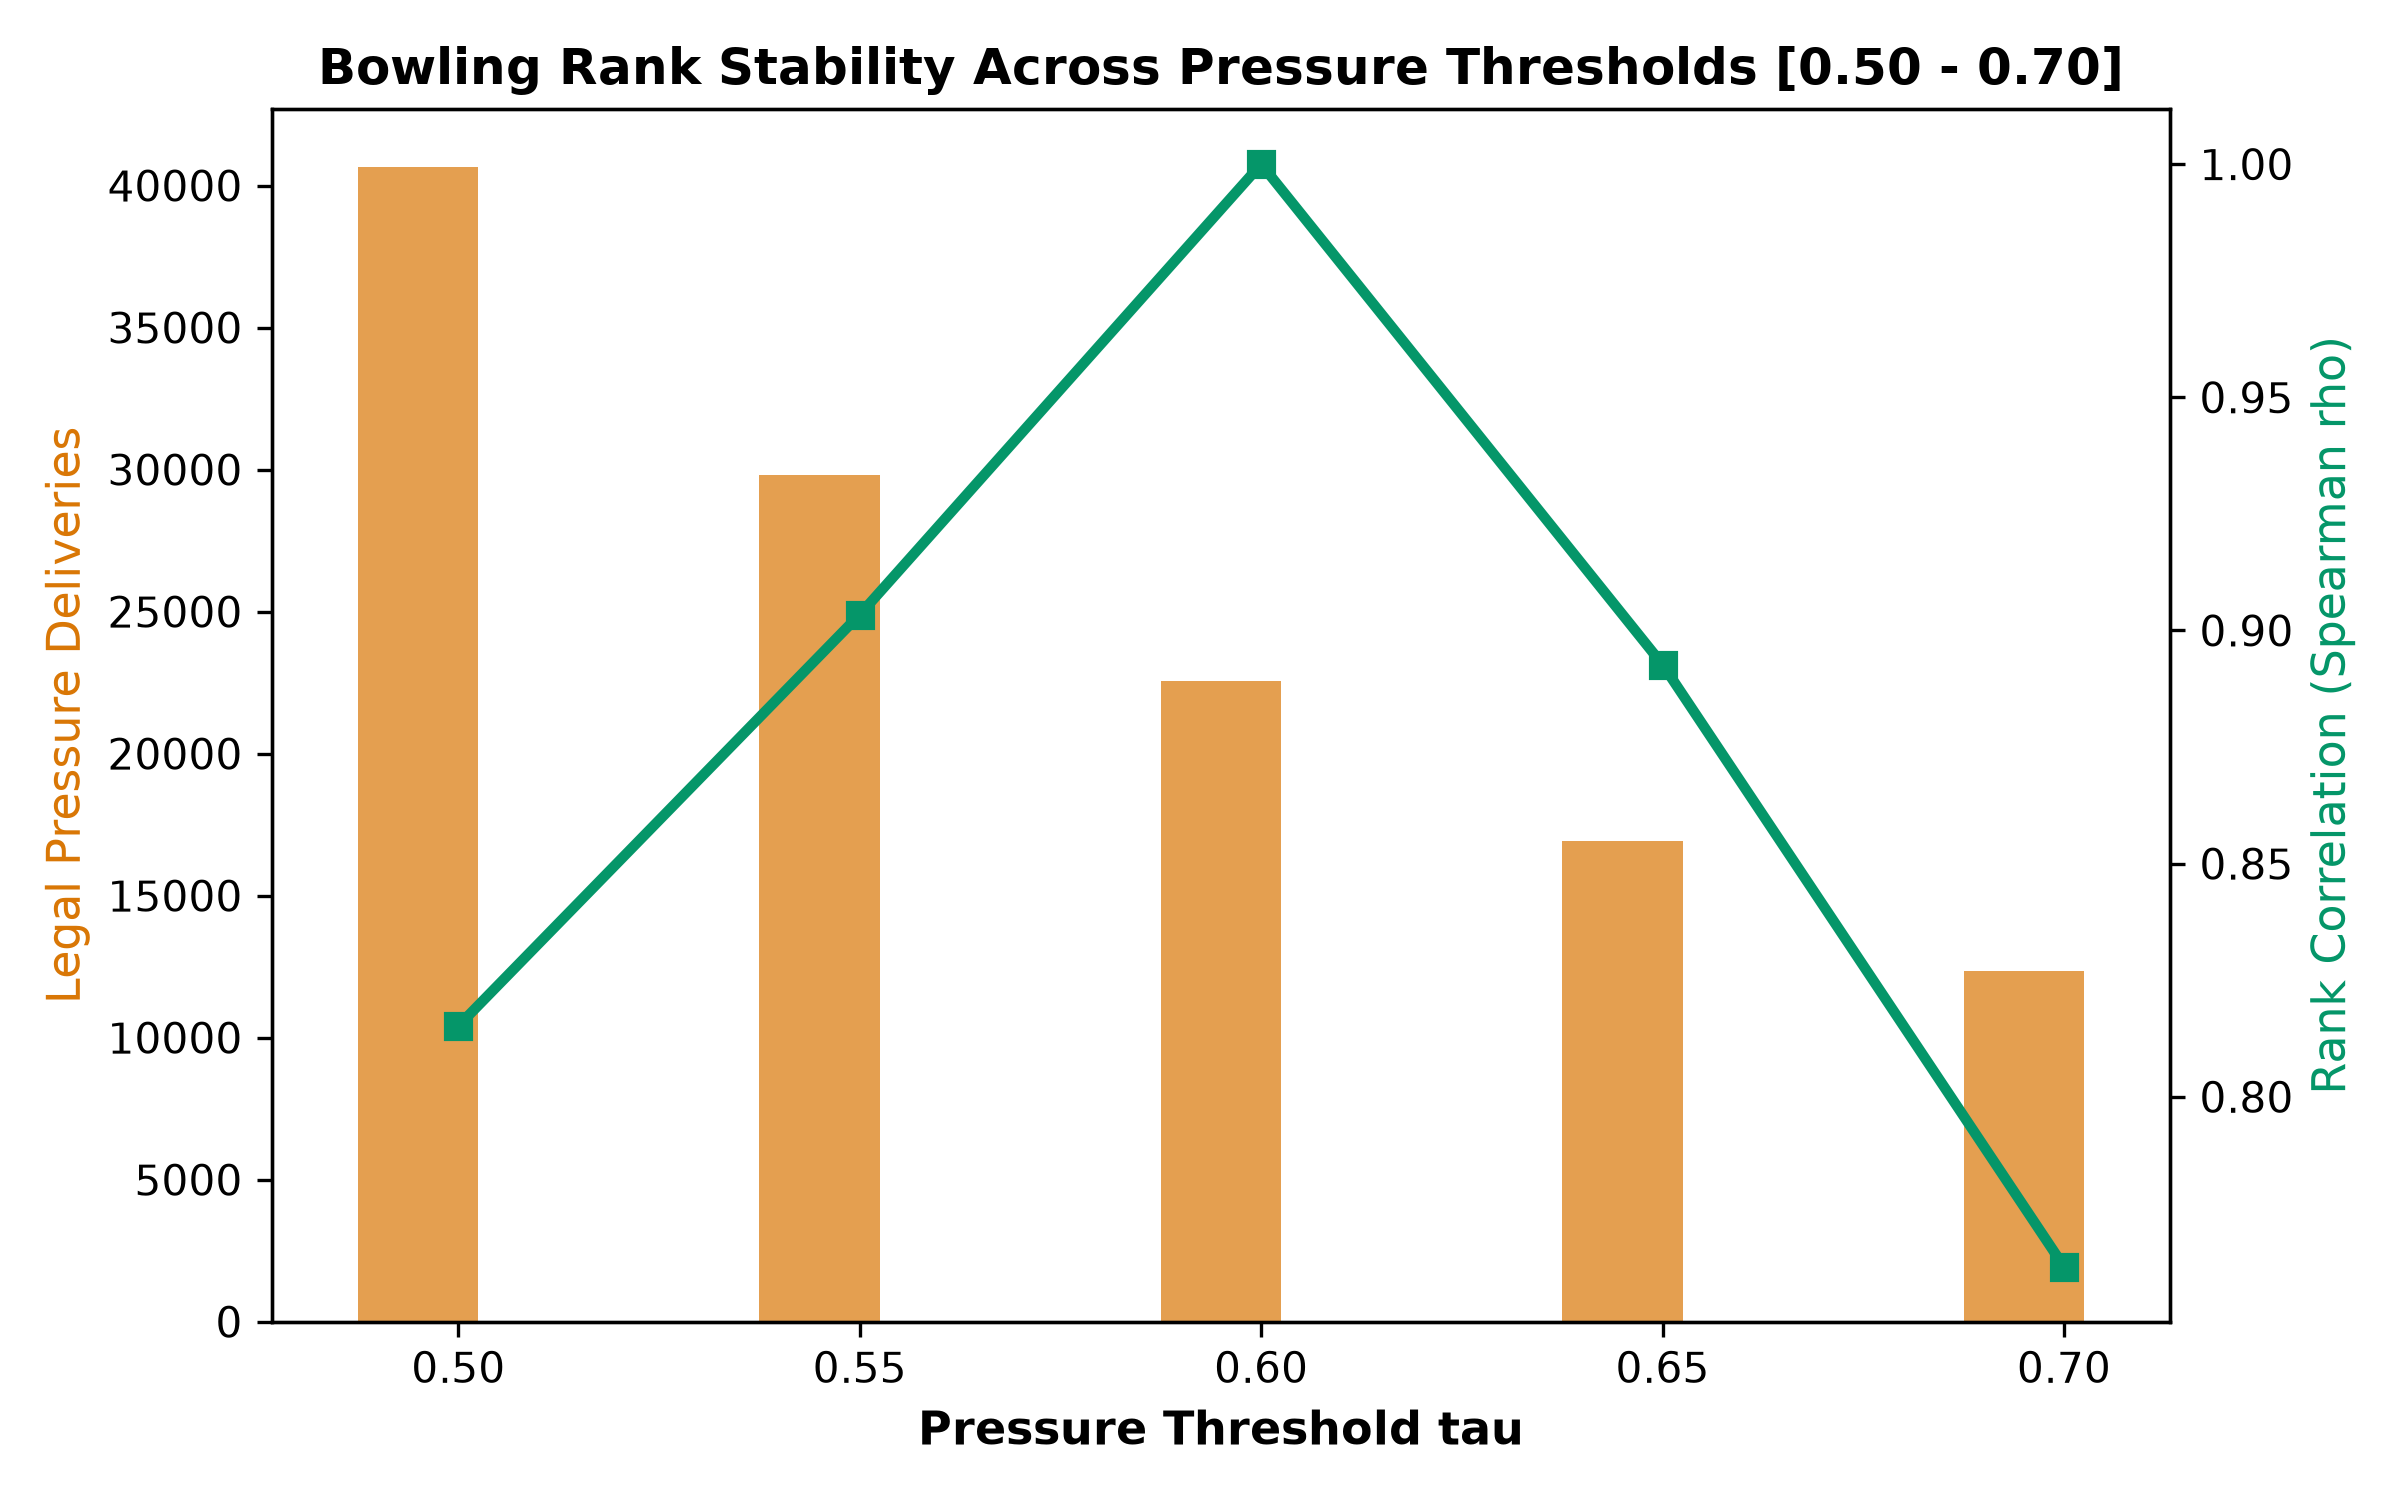 Bowling Rank Stability Across Pressure Thresholds [0.50 - 0.70]
Legal Pressure Deliveries
40000
35000
30000
25000
20000
15000
10000
5000
0
1.00
0.95
0.90
0.85
0.80
Rank Correlation (Spearman rho)
0.50 0.55 0.60 0.65 0.70
Pressure Threshold tau